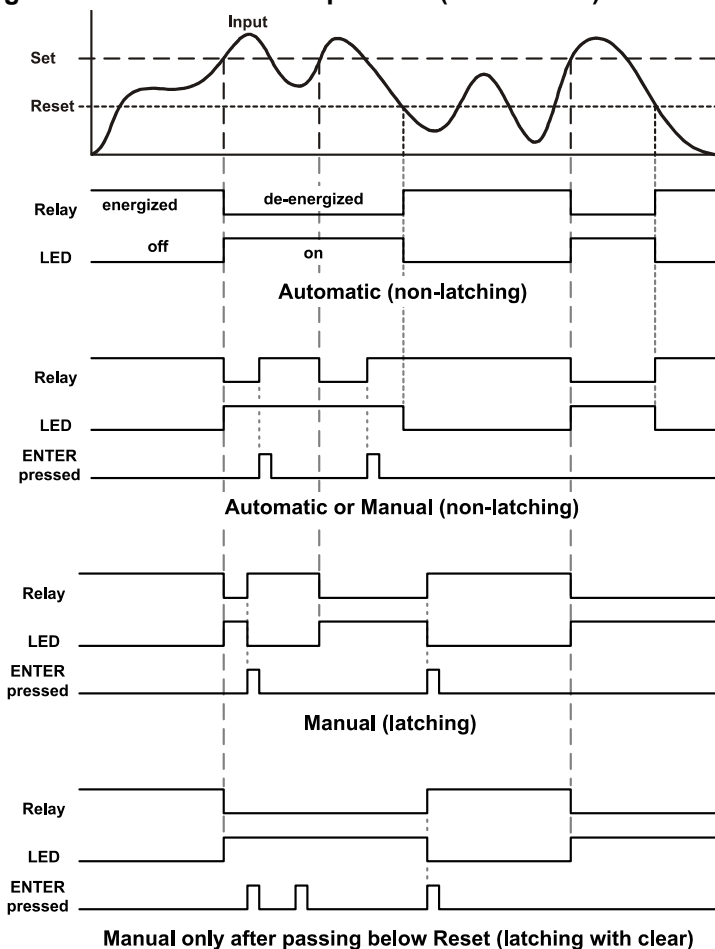 Input
Set
Reset
Relay energized de-energized
LED off on
Automatic (non-latching)
Relay
LED
ENTER
pressed
Automatic or Manual (non-latching)
Relay
LED
ENTER
pressed
Manual (latching)
Relay
LED
ENTER
pressed
Manual only after passing below Reset (latching with clear)